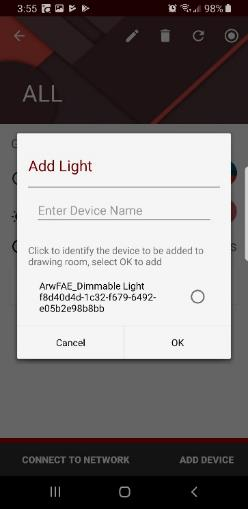 3:55 98%
ALL
G
Add Light
Enter Device Name
Click to identify the device to be added to
drawing room, select OK to add
ArwFAE_Dimmable Light
f8d40d4d-1c32-f679-6492-
e05b2e98b8bb
s
Cancel OK
CONNECT TO NETWORK ADD DEVICE